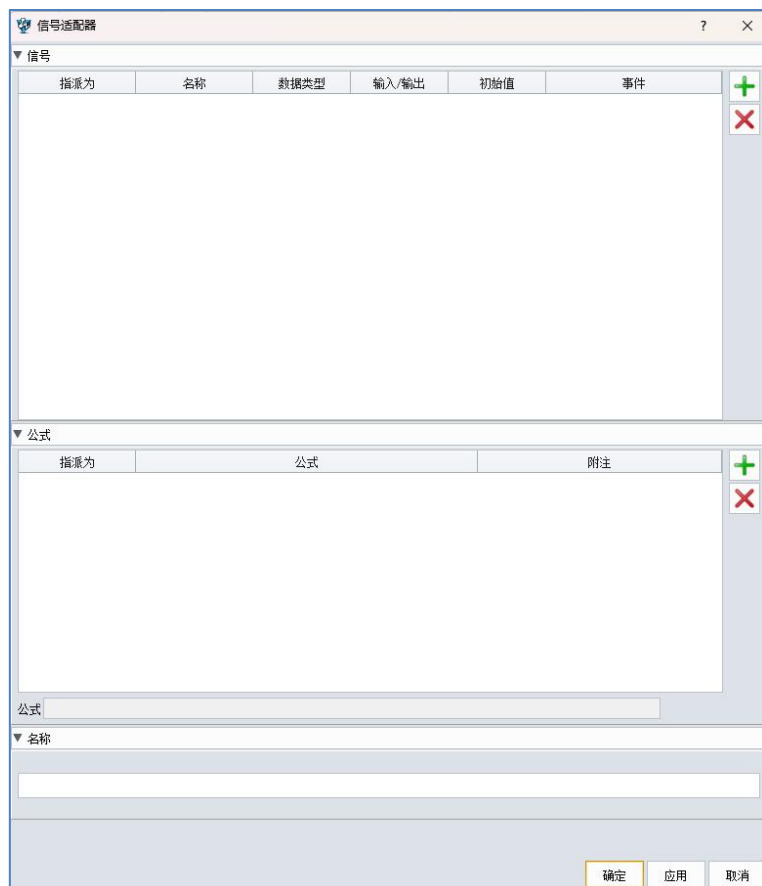 信号适配器
信号
指派为 名称 数据类型 输入/输出 初始值 事件
公式
指派为 公式 附注
公式
名称
确定 应用 取消